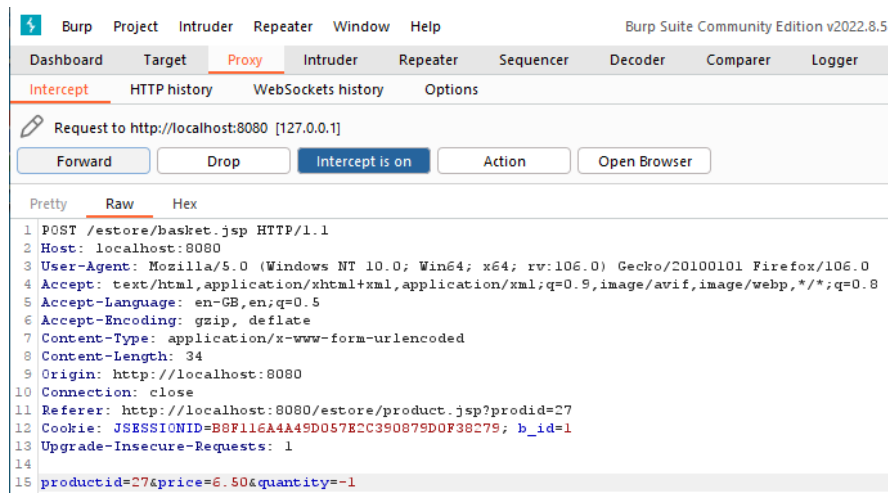 Burp Project Intruder Repeater Window Help Burp Suite Community Edition v2022.8.5
Dashboard Target Proxy Intruder Repeater Sequencer Decoder Comparer Logger
Intercept HTTP history WebSockets history Options
Request to http://localhost:8080 [127.0.0.1]
Forward Drop Intercept is on Action Open Browser
Pretty Raw Hex
1 POST /estore/basket.jsp HTTP/1.1
2 Host: localhost:8080
3 User-Agent: Mozilla/5.0 (Windows NT 10.0; Win64; x64; rv:106.0) Gecko/20100101 Firefox/106.0
4 Accept: text/html,application/xhtml+xml,application/xml;q=0.9,image/avif,image/webp,*/*;q=0.8
5 Accept-Language: en-GB,en;q=0.5
6 Accept-Encoding: gzip, deflate
7 Content-Type: application/x-www-form-urlencoded
8 Content-Length: 34
9 Origin: http://localhost:8080
10 Connection: close
11 Referer: http://localhost:8080/estore/product.jsp?prodid=27
12 Cookie: JSESSIONID=B8F116A4A49D057E2C390879D0F38279; b_id=1
13 Upgrade-Insecure-Requests: 1
14
15 productid=27&price=6.50&quantity=-1